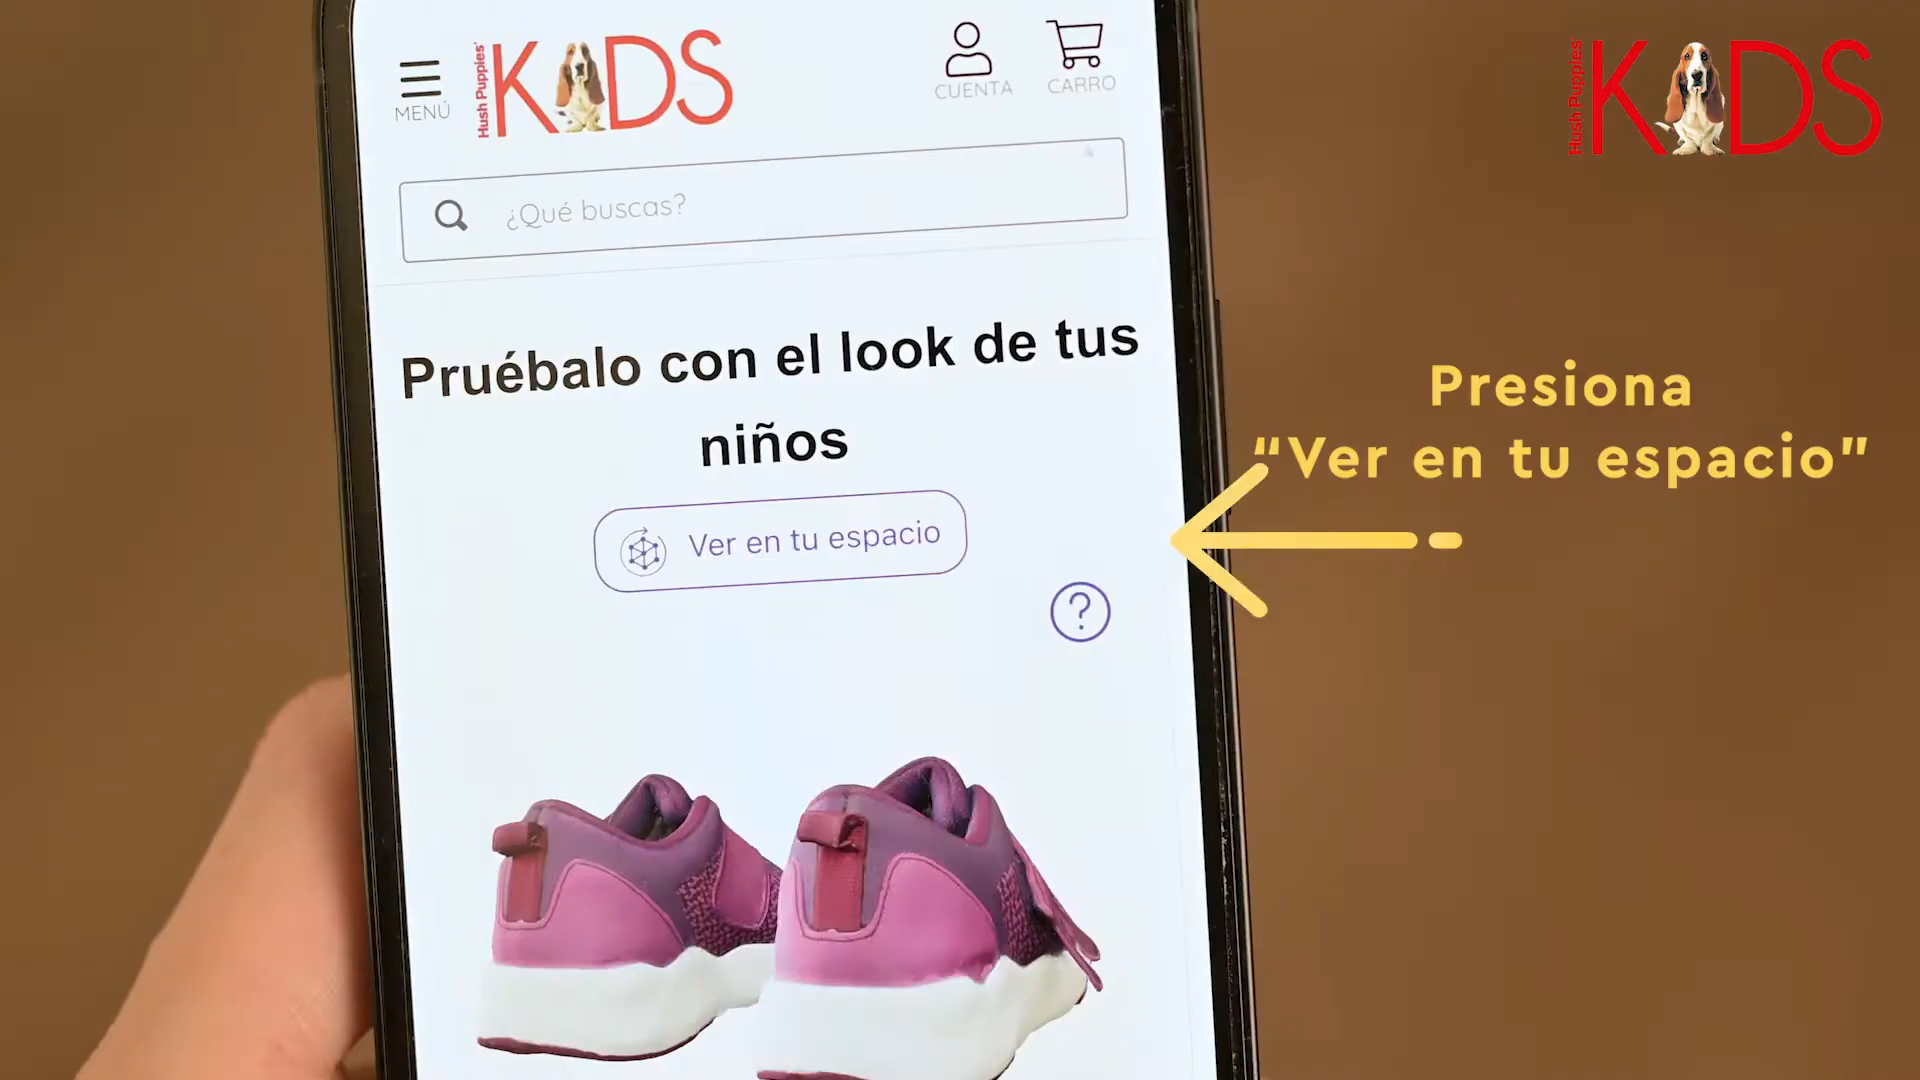 MENÚ
Hush Puppies
KIDS
CUENTA
CARRO
¿Qué buscas?
Pruébalo con el look de tus
niños
Ver en tu espacio
?
Hush Puppies
KIDS
Presiona
“Ver en tu espacio”